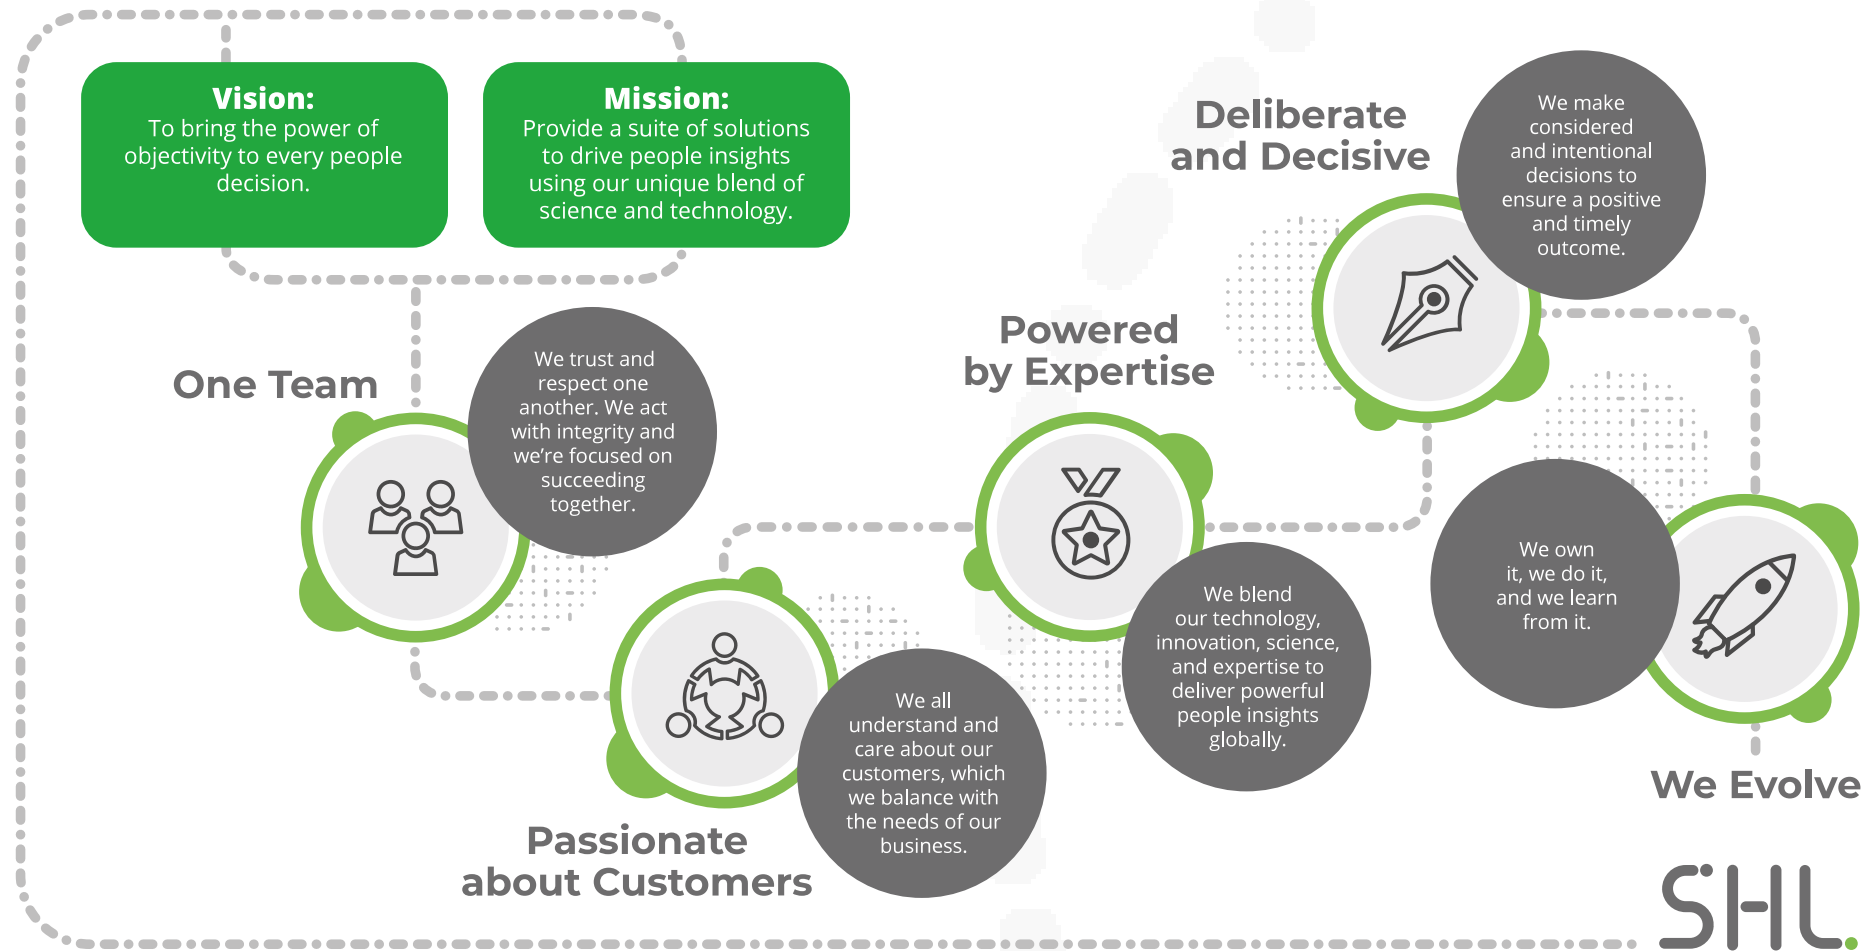 Vision:
To bring the power of
objectivity to every people
decision.
Mission:
Provide a suite of solutions
to drive people insights
using our unique blend of
science and technology.
One Team
We trust and
respect one
another. We act
with integrity and
we’re focused on
succeeding
together.
Passionate
about Customers
We all
understand and
care about our
customers, which
we balance with
the needs of our
business.
Powered
by Expertise
We blend
our technology,
innovation, science,
and expertise to
deliver powerful
people insights
globally.
Deliberate
and Decisive
We make
considered
and intentional
decisions to
ensure a positive
and timely
outcome.
We own
it, we do it,
and we learn
from it.
We Evolve
SHL.